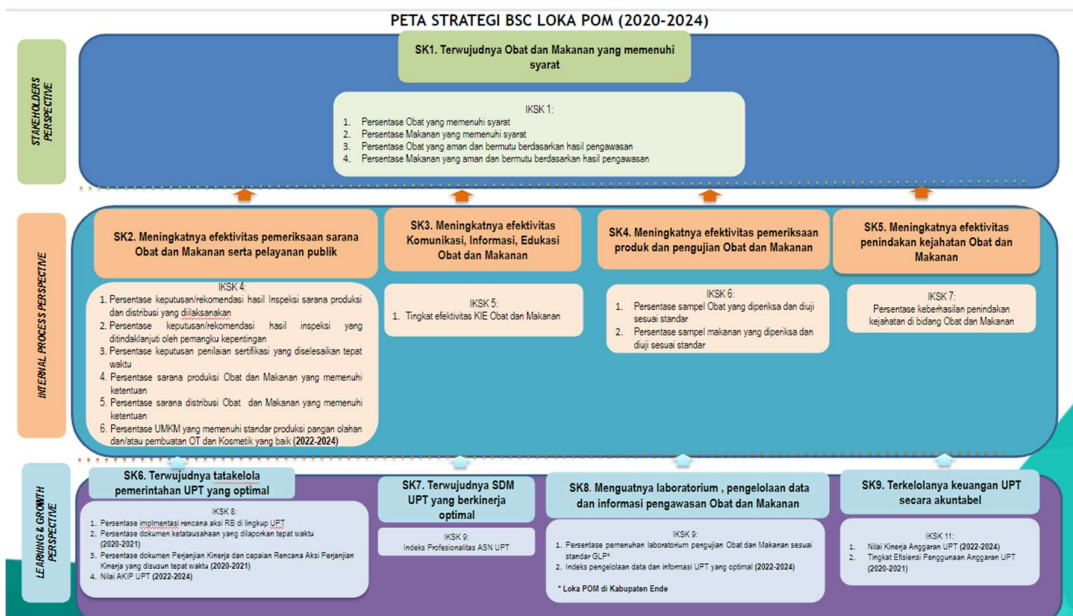 PETA STRATEGI BSC LOKA POM (2020-2024)
STAKEHOLDERS
PERSPECTIVE
SK1. Terwujudnya Obat dan Makanan yang memenuhi
syarat
IKSK 1:
1. Persentase Obat yang memenuhi syarat
2. Persentase Makanan yang memenuhi syarat
3. Persentase Obat yang aman dan bermutu berdasarkan hasil pengawasan
4. Persentase Makanan yang aman dan bermutu berdasarkan hasil pengawasan
INTERNAL PROCESS PERSPECTIVE
SK2. Meningkatnya efektivitas pemeriksaan sarana
Obat dan Makanan serta pelayanan publik
IKSK 4:
1. Persentase keputusan/rekomendasi hasil Inspeksi sarana produksi
dan distribusi yang dilaksanakan
2. Persentase keputusan/rekomendasi hasil inspeksi yang
ditindaklanjuti oleh pemangku kepentingan
3. Persentase keputusan penilaian sertifikasi yang diselesaikan tepat
waktu
4. Persentase sarana produksi Obat dan Makanan yang memenuhi
ketentuan
5. Persentase sarana distribusi Obat dan Makanan yang memenuhi
ketentuan
6. Persentase UMKM yang memenuhi standar produksi pangan olahan
dan/atau pembuatan OT dan Kosmetik yang baik (2022-2024)
SK3. Meningkatnya efektivitas
Komunikasi, Informasi, Edukasi
Obat dan Makanan
IKSK 5:
1. Tingkat efektivitas KIE Obat dan Makanan
SK4. Meningkatnya efektivitas pemeriksaan
produk dan pengujian Obat dan Makanan
IKSK 6:
1. Persentase sampel Obat yang diperiksa dan diuji
sesuai standar
2. Persentase sampel makanan yang diperiksa dan
diuji sesuai standar
SK5. Meningkatnya efektivitas
penindakan kejahatan Obat dan
Makanan
IKSK 7:
Persentase keberhasilan penindakan
kejahatan di bidang Obat dan Makanan
LEARNING & GROWTH
PERSPECTIVE
SK6. Terwujudnya tatakelola
pemerintahan UPT yang optimal
IKSK 8:
1. Persentase implmentasi rencana aksi RB di lingkup UPT
2. Persentase dokumen ketatausahaan yang dilaporkan tepat waktu
(2020-2021)
3. Persentase dokumen Perjanjian Kinerja dan capaian Rencana Aksi Perjanjian
Kinerja yang disusun tepat waktu (2020-2021)
4. Nilai AKIP UPT (2022-2024)
SK7. Terwujudnya SDM
UPT yang berkinerja
optimal
IKSK 9:
Indeks Profesionalitas ASN UPT
SK8. Menguatnya laboratorium , pengelolaan data
dan informasi pengawasan Obat dan Makanan
IKSK 9:
1. Persentase pemenuhan laboratorium pengujian Obat dan Makanan sesuai
standar GLP*
2. Indeks pengelolaan data dan informasi UPT yang optimal (2022-2024)
* Loka POM di Kabupaten Ende
SK9. Terkelolanya keuangan UPT
secara akuntabel
IKSK 11:
1. Nilai Kinerja Anggaran UPT (2022-2024)
2. Tingkat Efisiensi Penggunaan Anggaran UPT
(2020-2021)